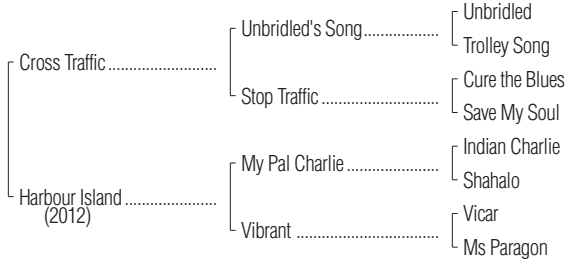 Unbridled
Unbridled's Song..................
Trolley Song
Cross Traffic..........................
Cure the Blues
Stop Traffic............................
Save My Soul
Indian Charlie
My Pal Charlie......................
Shahalo
Harbour Island......................
(2012)
Vicar
Vibrant..................................
Ms Paragon